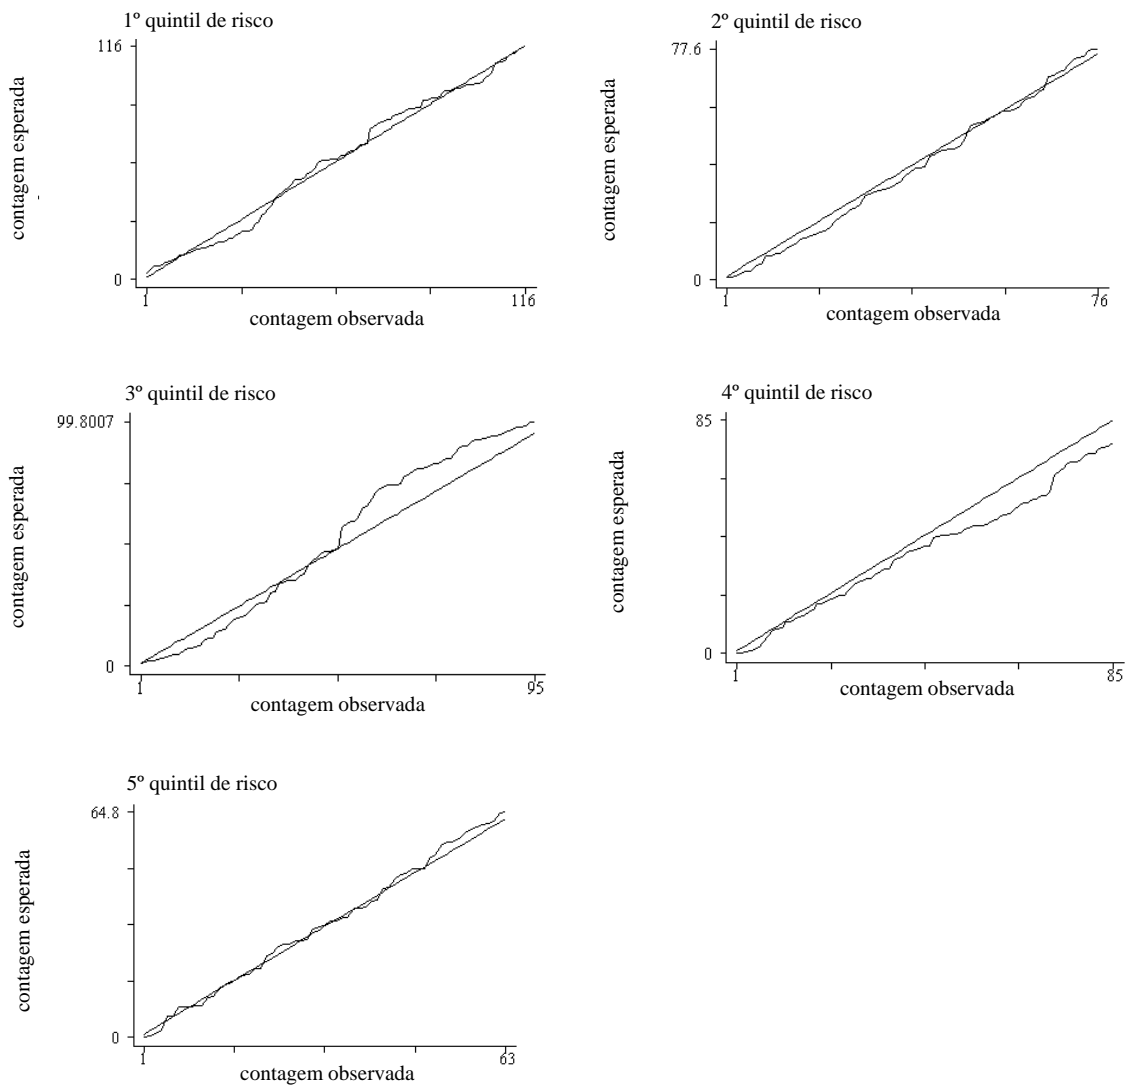 1º quintil de risco
116
contagem esperada
0
1
116
contagem observada
2º quintil de risco
77.6
contagem esperada
0
1
76
contagem observada
3º quintil de risco
99.8007
contagem esperada
0
1
95
contagem observada
4º quintil de risco
85
contagem esperada
0
1
85
contagem observada
5º quintil de risco
64.8
contagem esperada
0
1
63
contagem observada